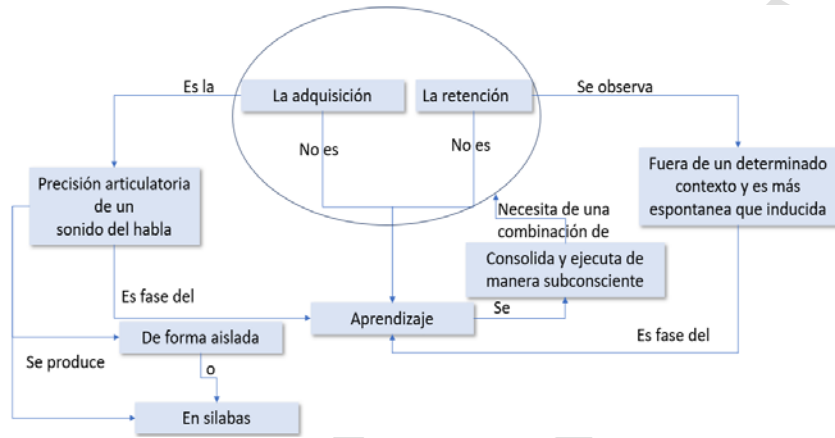 Es la
La adquisición
La retención
Se observa
No es
No es
Precisión articulatoria
de un
sonido del habla
Fuera de un determinado
contexto y es más
espontanea que inducida
Necesita de una
combinación de
Consolida y ejecuta de
manera subconsciente
Es fase del
Aprendizaje
Se
Es fase del
De forma aislada
Se produce
o
En silabas